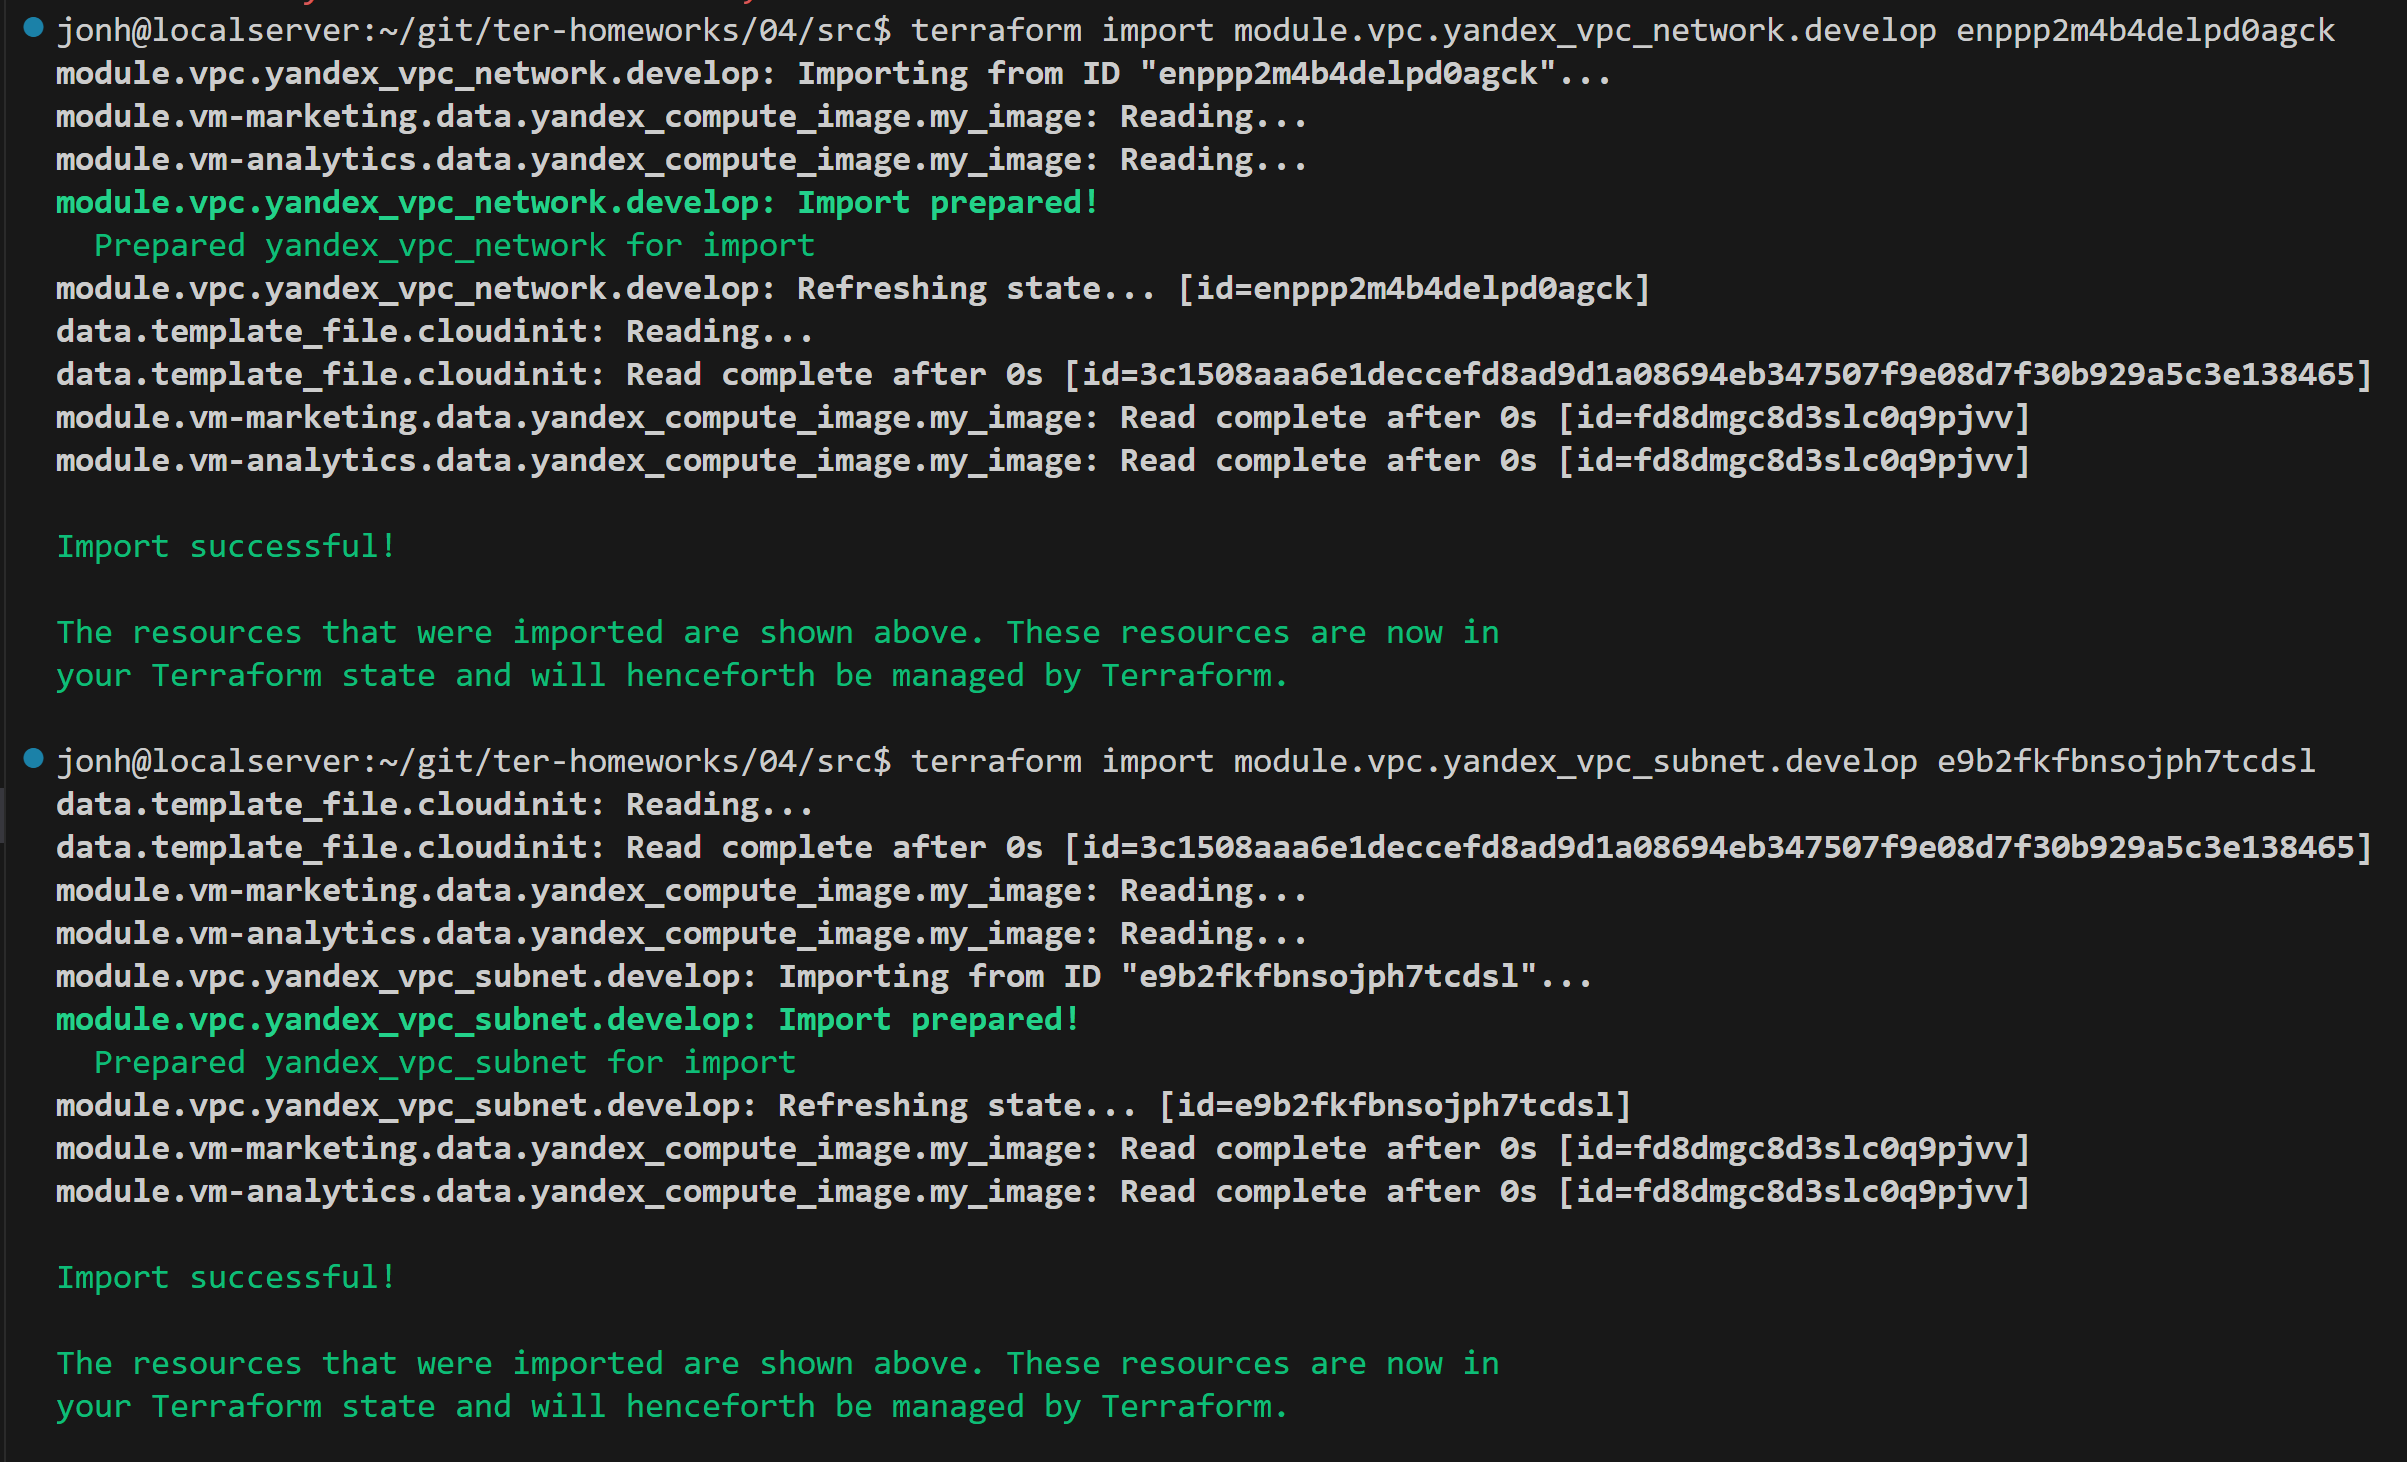 jonh@localserver:~/git/ter-homeworks/04/src$ terraform import module.vpc.yandex_vpc_network.develop enppp2m4b4delpd0agck
module.vpc.yandex_vpc_network.develop: Importing from ID "enppp2m4b4delpd0agck"...
module.vm-marketing.data.yandex_compute_image.my_image: Reading...
module.vm-analytics.data.yandex_compute_image.my_image: Reading...
module.vpc.yandex_vpc_network.develop: Import prepared!
  Prepared yandex_vpc_network for import
module.vpc.yandex_vpc_network.develop: Refreshing state... [id=enppp2m4b4delpd0agck]
data.template_file.cloudinit: Reading...
data.template_file.cloudinit: Read complete after 0s [id=3c1508aaa6e1deccefd8ad9d1a08694eb347507f9e08d7f30b929a5c3e138465]
module.vm-marketing.data.yandex_compute_image.my_image: Read complete after 0s [id=fd8dmgc8d3slc0q9pjvv]
module.vm-analytics.data.yandex_compute_image.my_image: Read complete after 0s [id=fd8dmgc8d3slc0q9pjvv]
Import successful!
The resources that were imported are shown above. These resources are now in
your Terraform state and will henceforth be managed by Terraform.
jonh@localserver:~/git/ter-homeworks/04/src$ terraform import module.vpc.yandex_vpc_subnet.develop e9b2fkfbnsojph7tcdsl
data.template_file.cloudinit: Reading...
data.template_file.cloudinit: Read complete after 0s [id=3c1508aaa6e1deccefd8ad9d1a08694eb347507f9e08d7f30b929a5c3e138465]
module.vm-marketing.data.yandex_compute_image.my_image: Reading...
module.vm-analytics.data.yandex_compute_image.my_image: Reading...
module.vpc.yandex_vpc_subnet.develop: Importing from ID "e9b2fkfbnsojph7tcdsl"...
module.vpc.yandex_vpc_subnet.develop: Import prepared!
  Prepared yandex_vpc_subnet for import
module.vpc.yandex_vpc_subnet.develop: Refreshing state... [id=e9b2fkfbnsojph7tcdsl]
module.vm-marketing.data.yandex_compute_image.my_image: Read complete after 0s [id=fd8dmgc8d3slc0q9pjvv]
module.vm-analytics.data.yandex_compute_image.my_image: Read complete after 0s [id=fd8dmgc8d3slc0q9pjvv]
Import successful!
The resources that were imported are shown above. These resources are now in
your Terraform state and will henceforth be managed by Terraform.